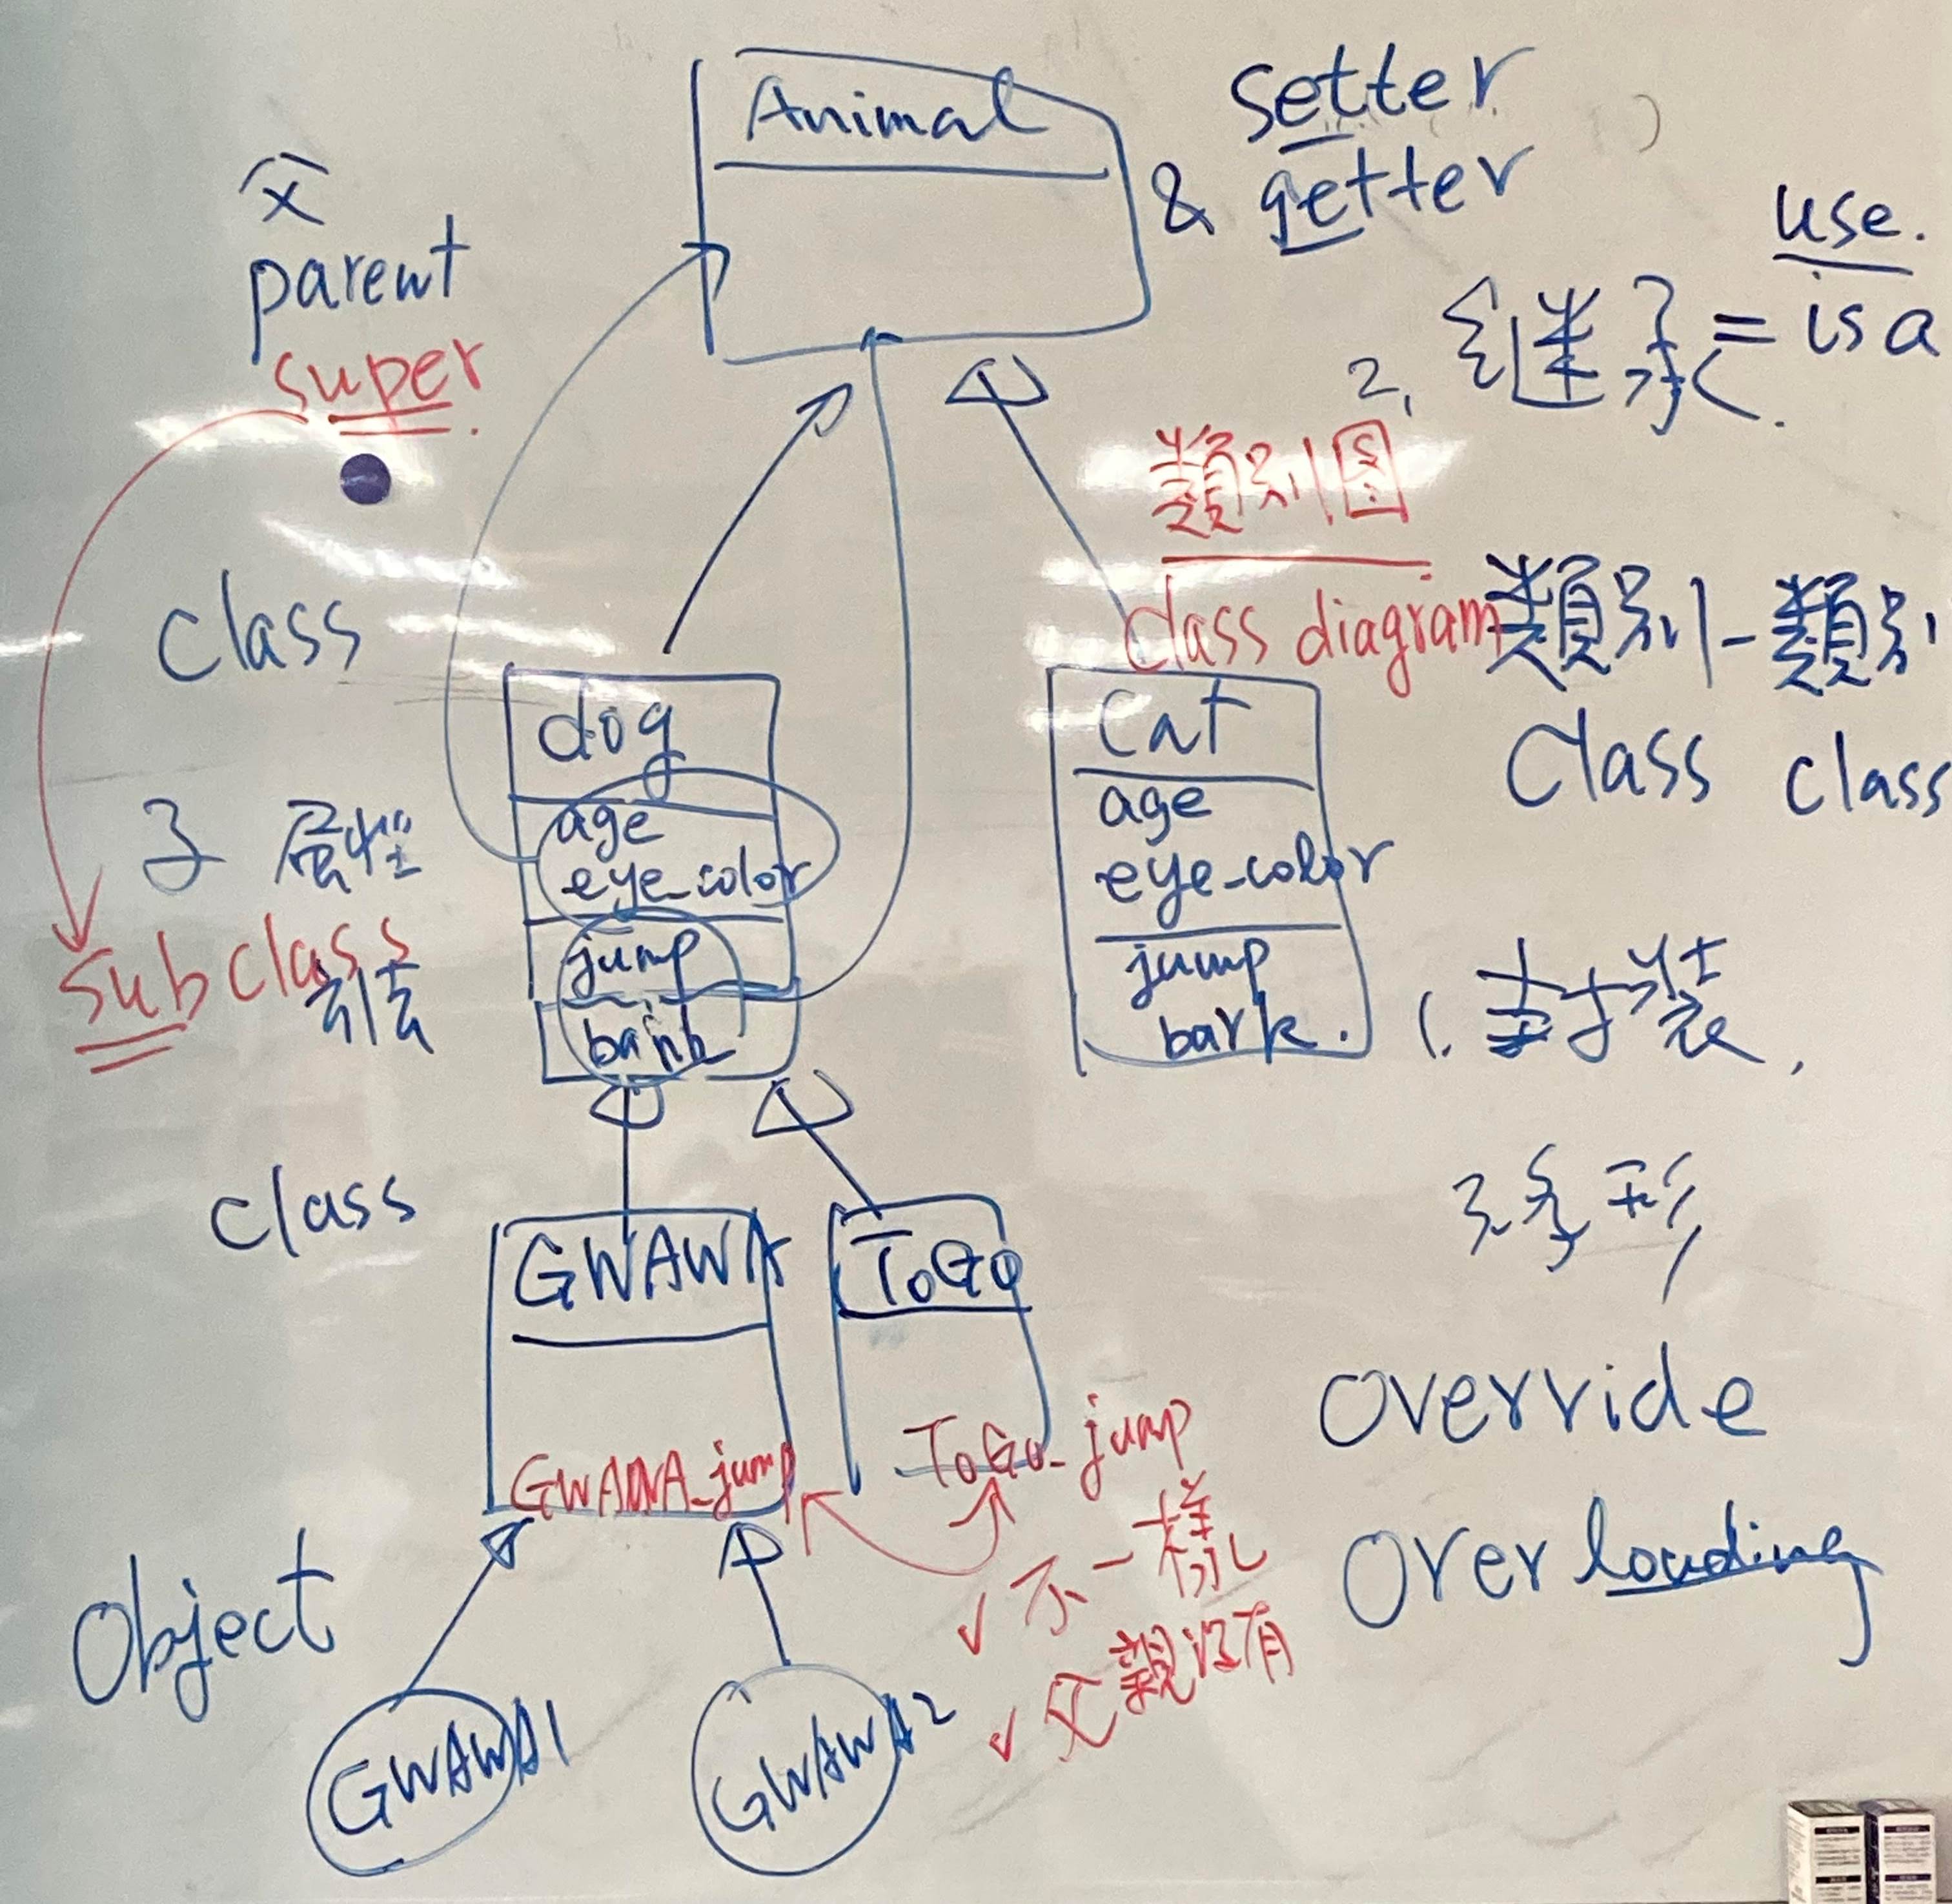 Animal
setter
& getter
父
parent
super.
use.
2. 繼承 = is a
類別圖
class diagram
類別-類別
Class class
class
dog
age
eye_color
jump
Cat
age
eye_color
jump
bark.
子 屬性
subclass
方法
1. 封裝,
class
GWAWA
GWAWA_jump
ToGo
ToGo_jump
3. 多形
override
overloading
✓ 不一樣
✓ 父親沒有
Object
GWAWA1
GWAWA2